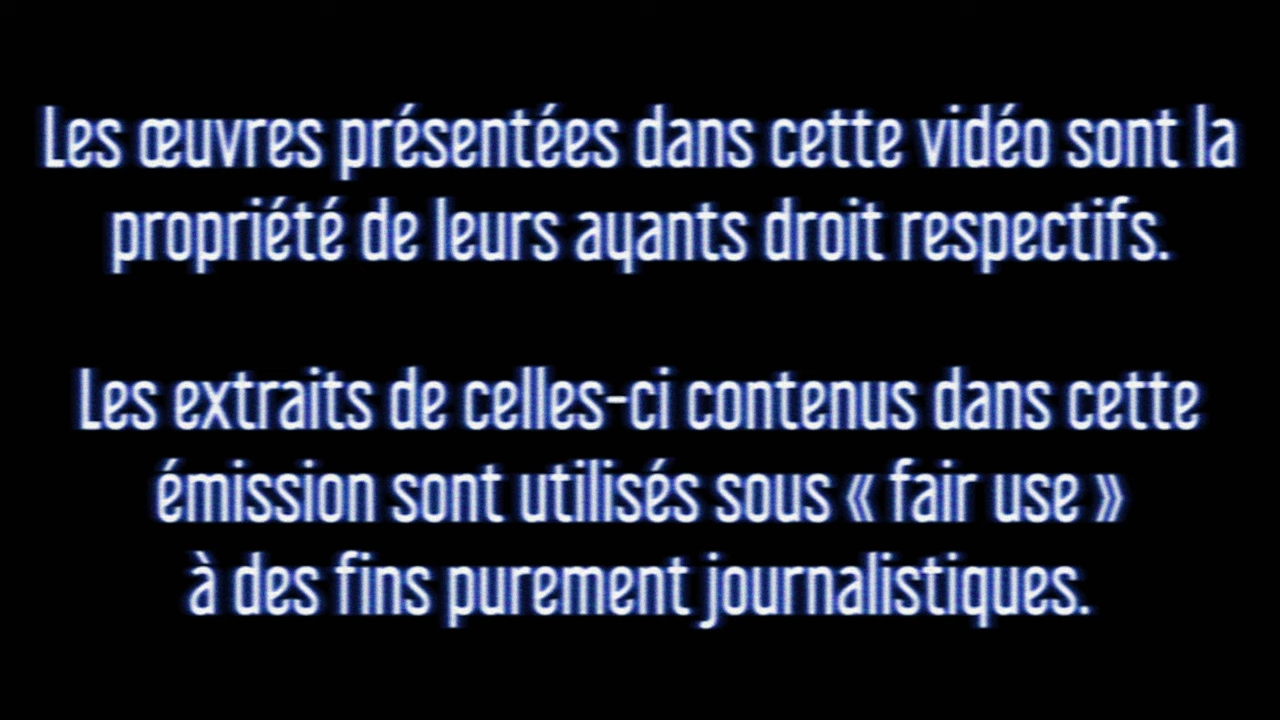 Les œuvres présentées dans cette vidéo sont la
propriété de leurs ayants droit respectifs.
Les extraits de celles-ci contenus dans cette
émission sont utilisés sous « fair use »
à des fins purement journalistiques.